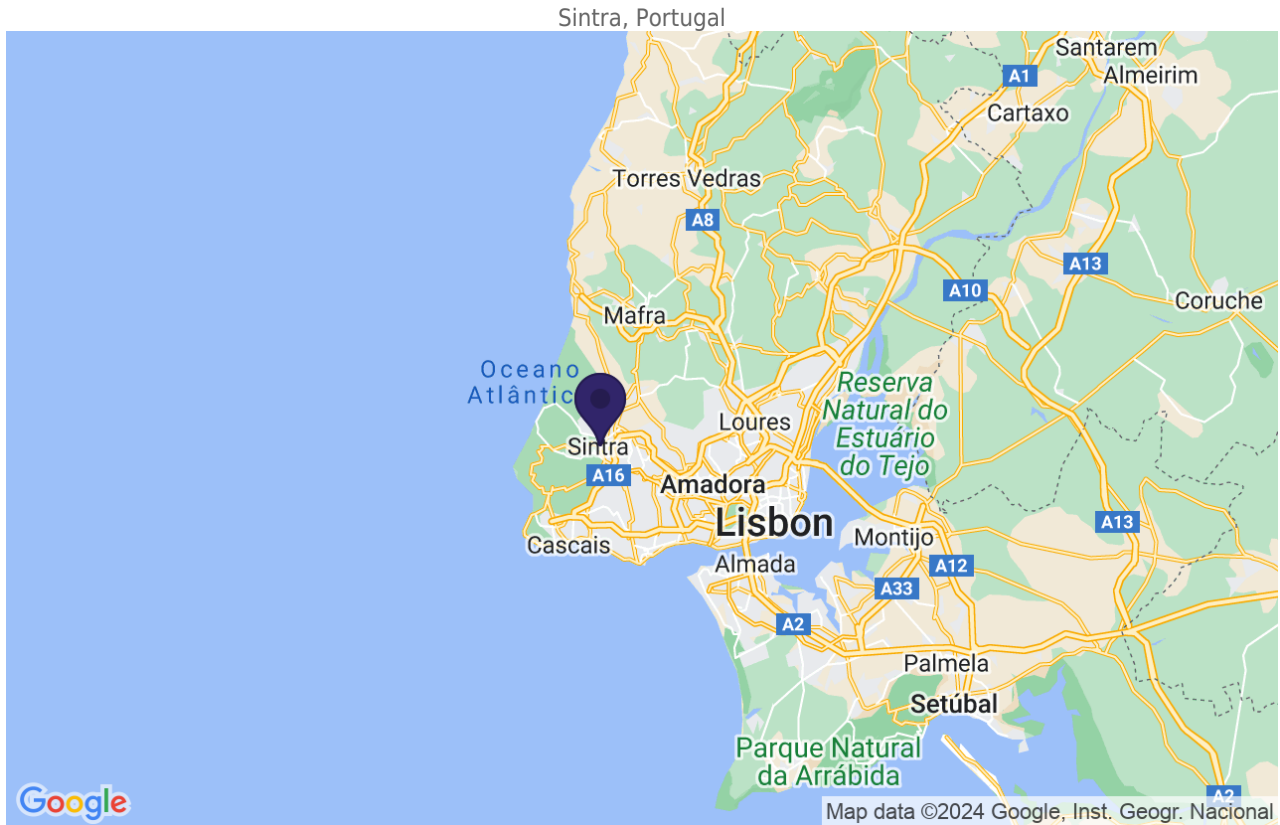 Sintra, Portugal
Santarem
A1
Almeirim
Cartaxo
Torres Vedras
A8
A13
A10
Coruche
Mafra
Oceano
Atlântic
Reserva
Natural do
Estuário
do Tejo
Loures
Sintra
A16
Amadora
Lisbon
A13
Montijo
Cascais
Almada
A12
A33
A2
Palmela
Setúbal
Parque Natural
da Arrábida
A2
Google
Map data ©2024 Google, Inst. Geogr. Nacional